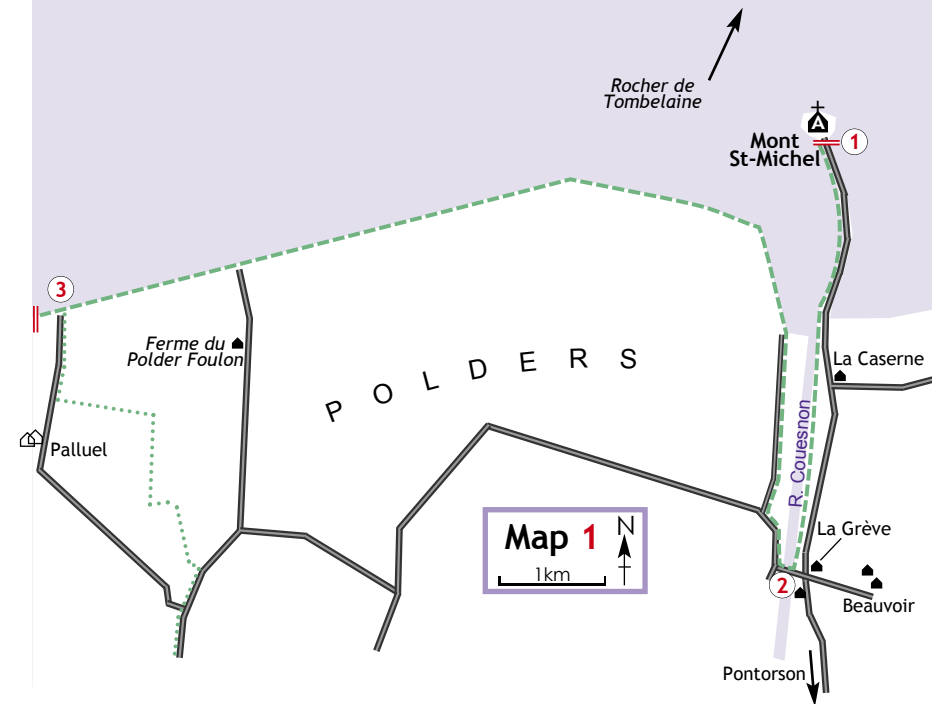 Rocher de
Tombelaine
A
Mont
St-Michel
1
3
Ferme du
Polder Foulon
POLDERS
La Caserne
Palluel
R. Couesnon
Map 1
N
1km
La Grève
2
Beauvoir
Pontorson